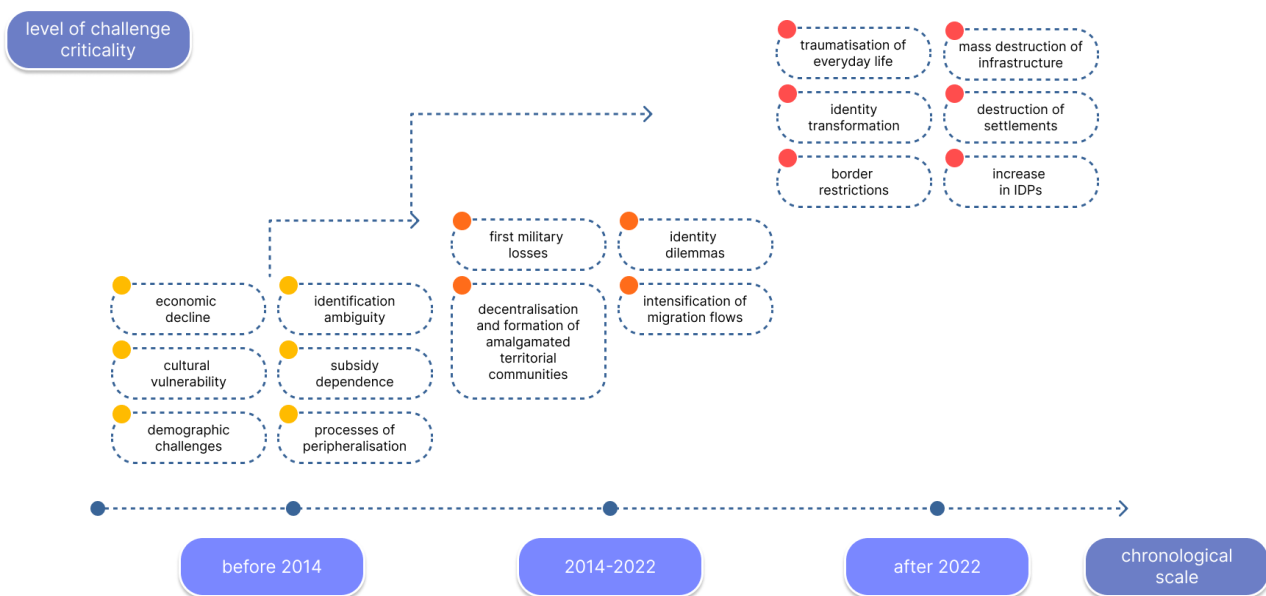 level of challenge
criticality
traumatisation of
everyday life
mass destruction of
infrastructure
identity
transformation
destruction of
settlements
border
restrictions
increase
in IDPs
first military
losses
identity
dilemmas
decentralisation
and formation of
amalgamated
territorial
communities
intensification of
migration flows
economic
decline
identification
ambiguity
cultural
vulnerability
subsidy
dependence
demographic
challenges
processes of
peripheralisation
before 2014
2014-2022
after 2022
chronological
scale